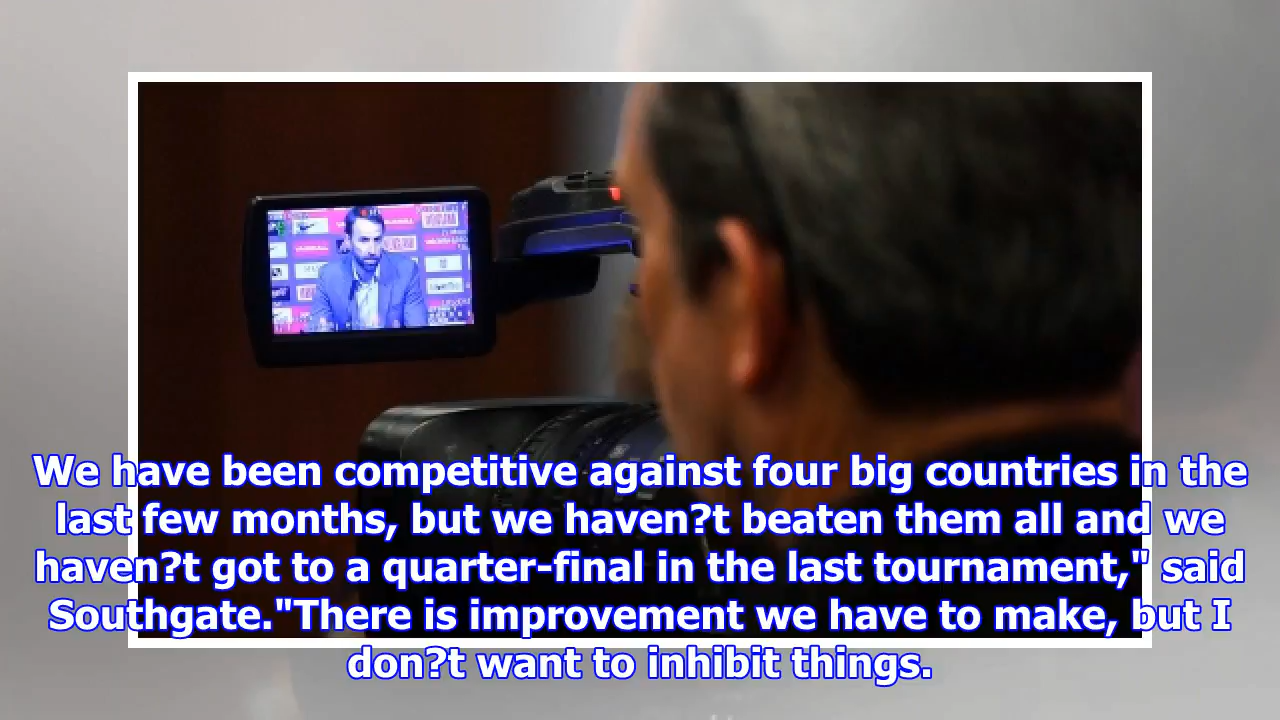 We have been competitive against four big countries in the
last few months, but we haven?t beaten them all and we
haven?t got to a quarter-final in the last tournament," said
Southgate."There is improvement we have to make, but I
don?t want to inhibit things.